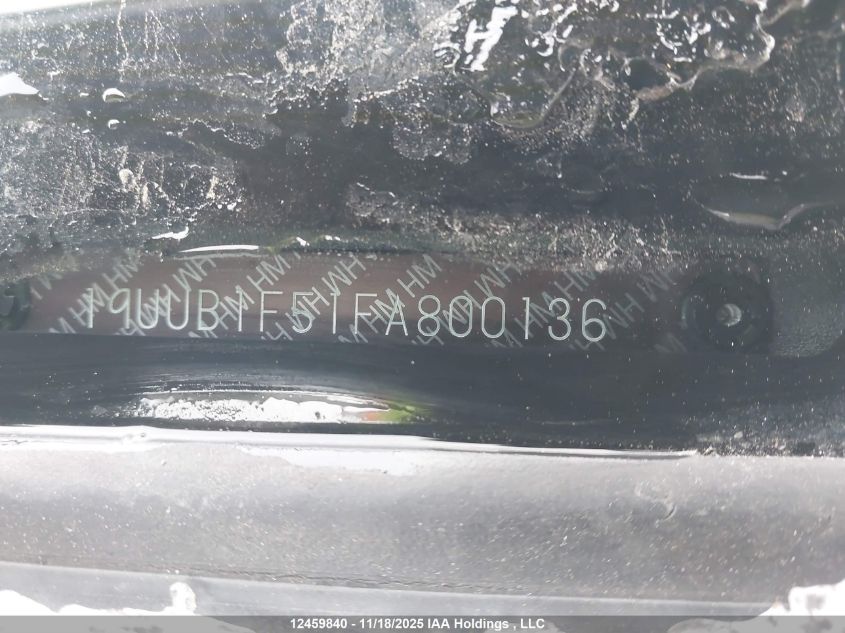 19UUB1F51FA800136
12459840 - 11/18/2025 IAA Holdings , LLC